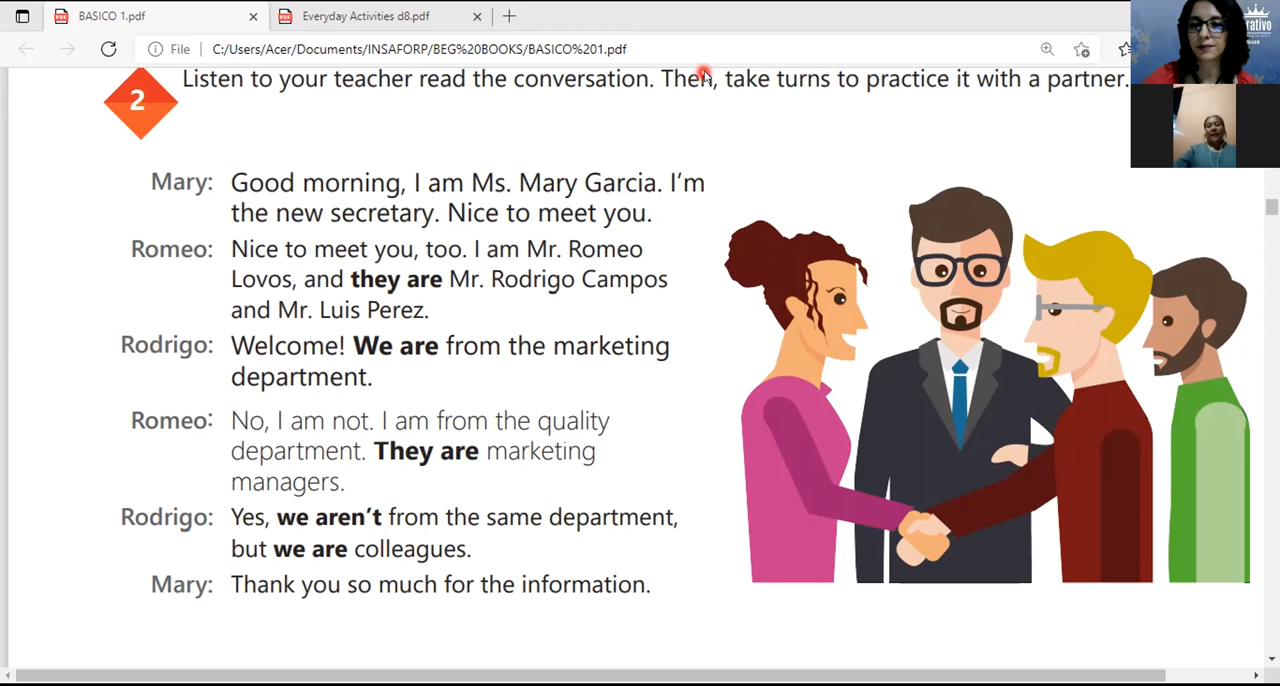 BASICO 1.pdf
Everyday Activities d8.pdf
File
C:/Users/Acer/Documents/INSAFORP/BEG%20BOOKS/BASICO%201.pdf
2
Listen to your teacher read the conversation. Then, take turns to practice it with a partner.
Mary: Good morning, I am Ms. Mary Garcia. I'm
the new secretary. Nice to meet you.
Romeo: Nice to meet you, too. I am Mr. Romeo
Lovos, and they are Mr. Rodrigo Campos
and Mr. Luis Perez.
Rodrigo: Welcome! We are from the marketing
department.
Romeo: No, I am not. I am from the quality
department. They are marketing
managers.
Rodrigo: Yes, we aren't from the same department,
but we are colleagues.
Mary: Thank you so much for the information.